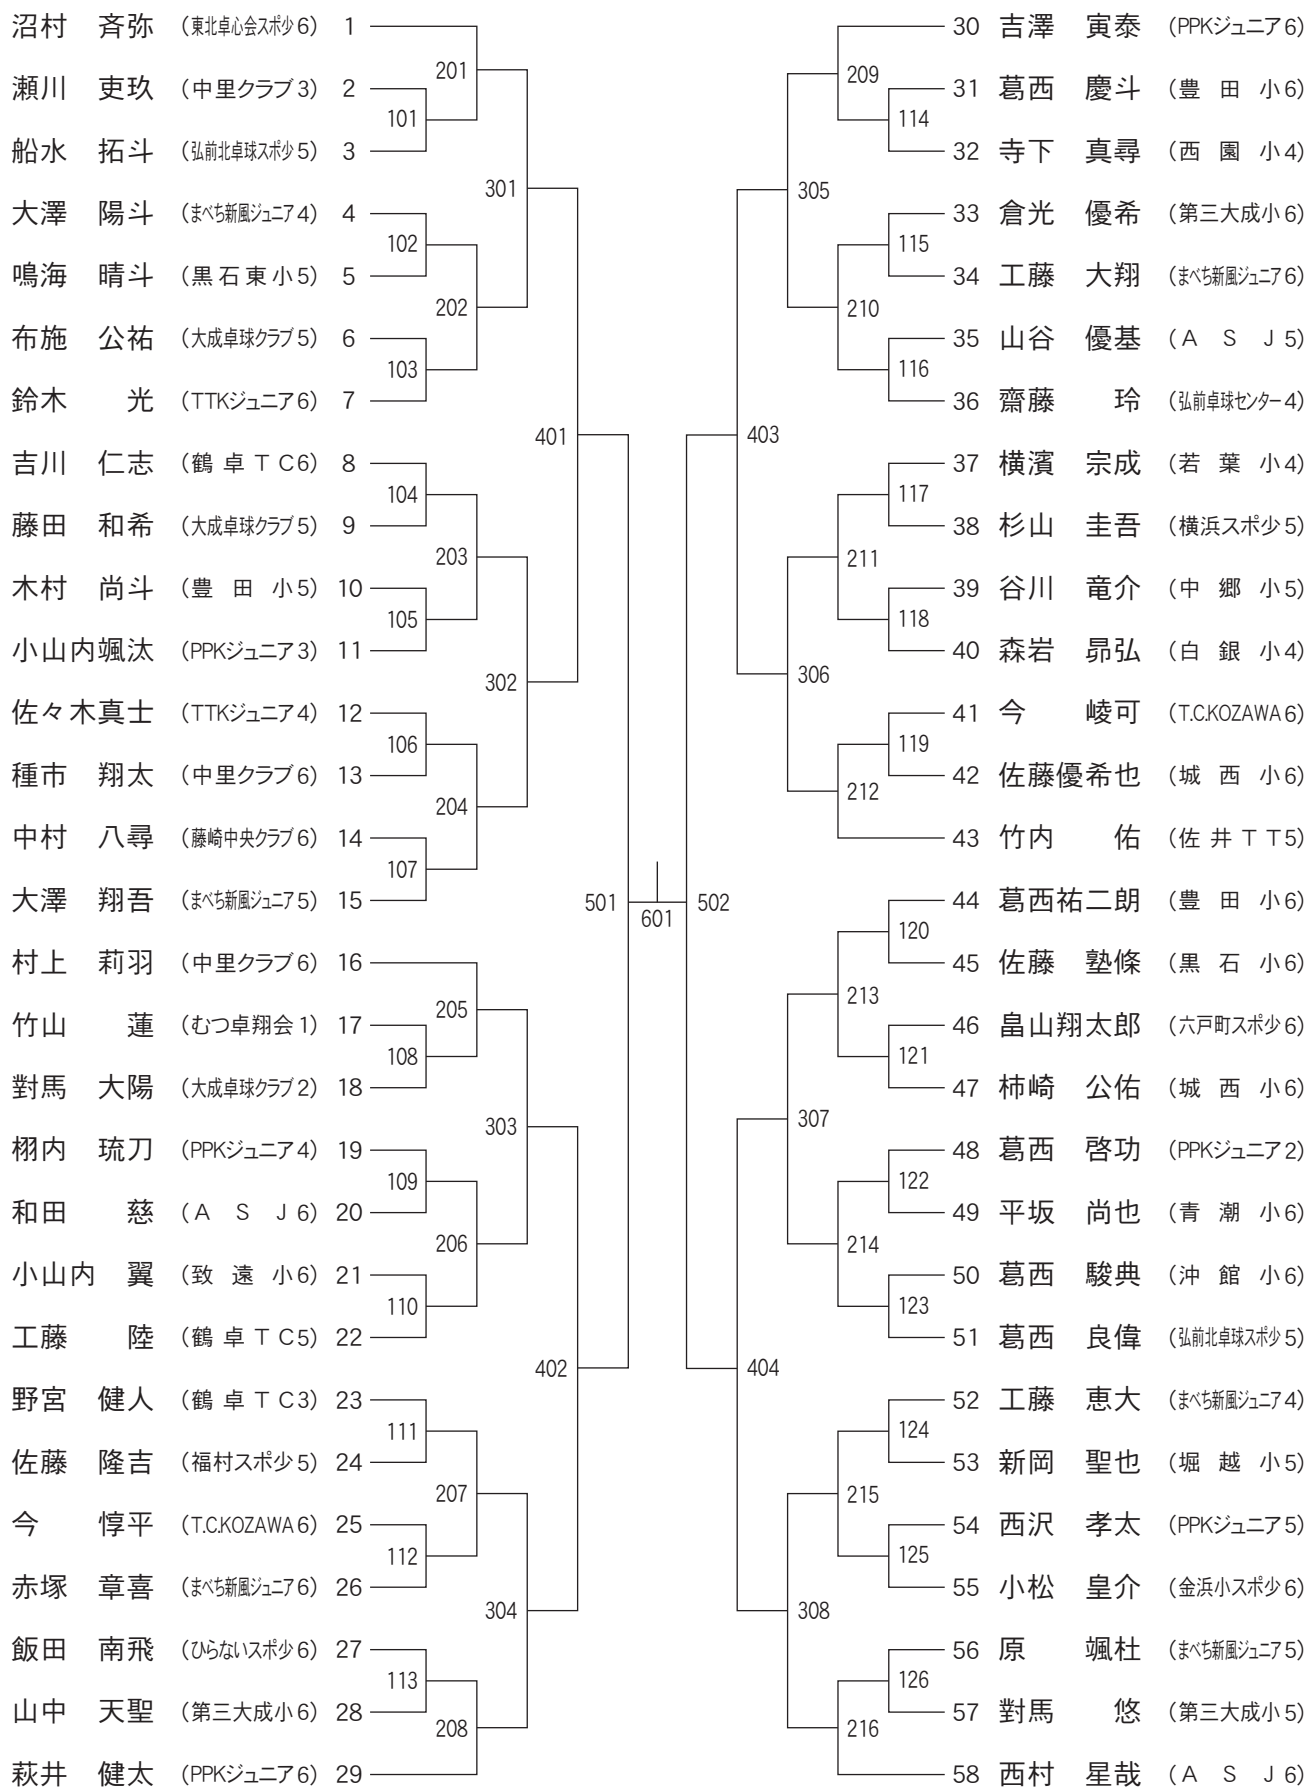 沼村　斉弥 (東北卓心会スポ少6) 1
201
瀬川　吏玖 (中里クラブ3) 2
101
船水　拓斗 (弘前北卓球スポ少5) 3
301
大澤　陽斗 (まべち新風ジュニア4) 4
102
鳴海　晴斗 (黒石東小5) 5
202
布施　公祐 (大成卓球クラブ5) 6
103
鈴木　光 (TTKジュニア6) 7
401
吉川　仁志 (鶴卓TC6) 8
104
藤田　和希 (大成卓球クラブ5) 9
203
木村　尚斗 (豊田小5) 10
105
小山内颯汰 (PPKジュニア3) 11
302
佐々木真士 (TTKジュニア4) 12
106
種市　翔太 (中里クラブ6) 13
204
中村　八尋 (藤崎中央クラブ6) 14
107
大澤　翔吾 (まべち新風ジュニア5) 15
501
601
502
村上　莉羽 (中里クラブ6) 16
205
竹山　蓮 (むつ卓翔会1) 17
108
對馬　大陽 (大成卓球クラブ2) 18
303
栩内　琉刀 (PPKジュニア4) 19
109
和田　慈 (ASJ6) 20
206
小山内　翼 (致遠小6) 21
110
工藤　陸 (鶴卓TC5) 22
402
野宮　健人 (鶴卓TC3) 23
111
佐藤　隆吉 (福村スポ少5) 24
207
今　惇平 (T.C.KOZAWA6) 25
112
赤塚　章喜 (まべち新風ジュニア6) 26
304
飯田　南飛 (ひらないスポ少6) 27
113
山中　天聖 (第三大成小6) 28
208
萩井　健太 (PPKジュニア6) 29
30 吉澤　寅泰 (PPKジュニア6)
209
31 葛西　慶斗 (豊田小6)
114
32 寺下　真尋 (西園小4)
305
33 倉光　優希 (第三大成小6)
115
34 工藤　大翔 (まべち新風ジュニア6)
210
35 山谷　優基 (ASJ5)
116
36 齋藤　玲 (弘前卓球センター4)
403
37 横濱　宗成 (若葉小4)
117
38 杉山　圭吾 (横浜スポ少5)
211
39 谷川　竜介 (中郷小5)
118
40 森岩　昴弘 (白銀小4)
306
41 今　崚可 (T.C.KOZAWA6)
119
42 佐藤優希也 (城西小6)
212
43 竹内　佑 (佐井TT5)
44 葛西祐二朗 (豊田小6)
120
45 佐藤　塾條 (黒石小6)
213
46 畠山翔太郎 (六戸町スポ少6)
121
47 柿崎　公佑 (城西小6)
307
48 葛西　啓功 (PPKジュニア2)
122
49 平坂　尚也 (青潮小6)
214
50 葛西　駿典 (沖館小6)
123
51 葛西　良偉 (弘前北卓球スポ少5)
404
52 工藤　恵大 (まべち新風ジュニア4)
124
53 新岡　聖也 (堀越小5)
215
54 西沢　孝太 (PPKジュニア5)
125
55 小松　皇介 (金浜小スポ少6)
308
56 原　颯杜 (まべち新風ジュニア5)
126
57 對馬　悠 (第三大成小5)
216
58 西村　星哉 (ASJ6)